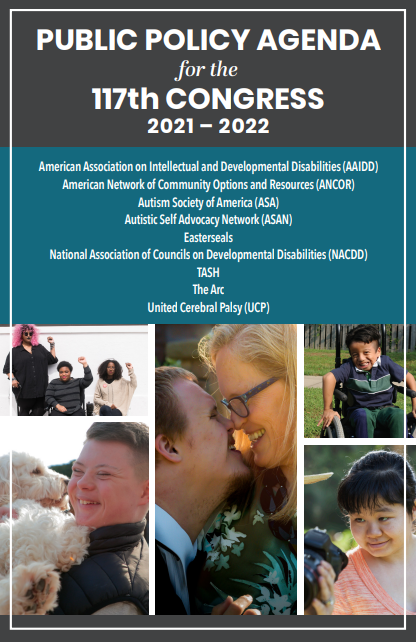 PUBLIC POLICY AGENDA
for the
117th CONGRESS
2021 – 2022
American Association on Intellectual and Developmental Disabilities (AAIDD)
American Network of Community Options and Resources (ANCOR)
Autism Society of America (ASA)
Autistic Self Advocacy Network (ASAN)
Easterseals
National Association of Councils on Developmental Disabilities (NACDD)
TASH
The Arc
United Cerebral Palsy (UCP)